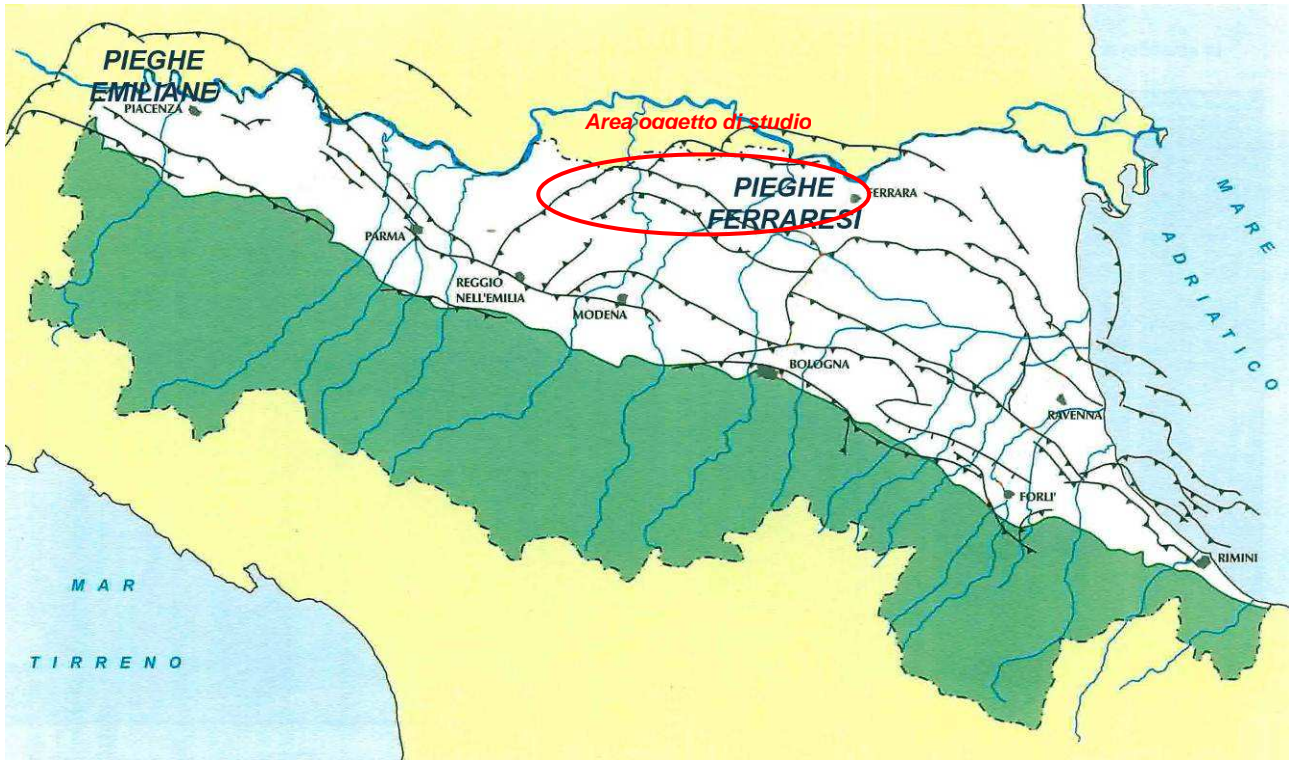 PIEGHE
EMILIANE
PIACENZA
Area oggetto di studio
PIEGHE
FERRARESI
FERRARA
PARMA
REGGIO
NELL'EMILIA
MODENA
BOLOGNA
RAVENNA
FORLI'
RIMINI
MARE
ADRIATICO
MAR
TIRRENO